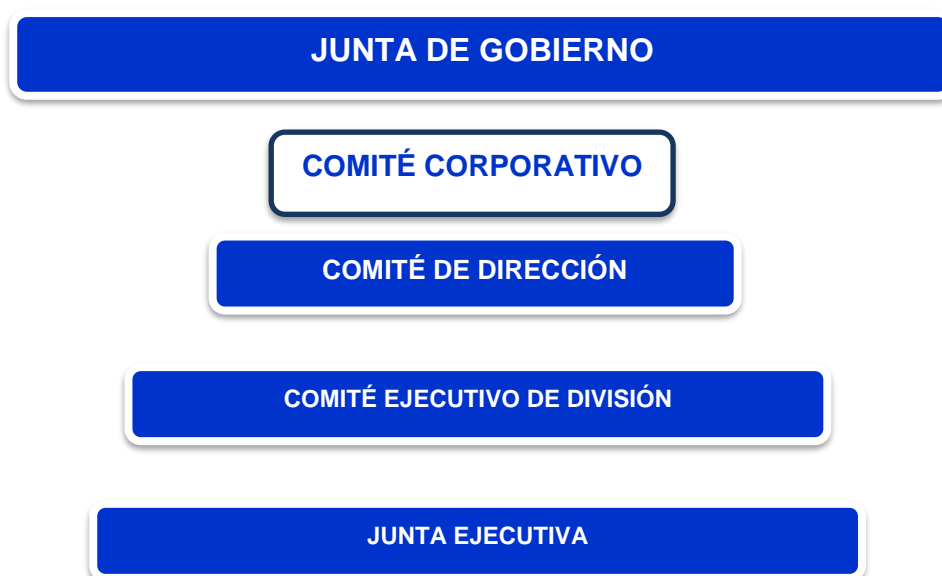 JUNTA DE GOBIERNO
COMITÉ CORPORATIVO
COMITÉ DE DIRECCIÓN
COMITÉ EJECUTIVO DE DIVISIÓN
JUNTA EJECUTIVA